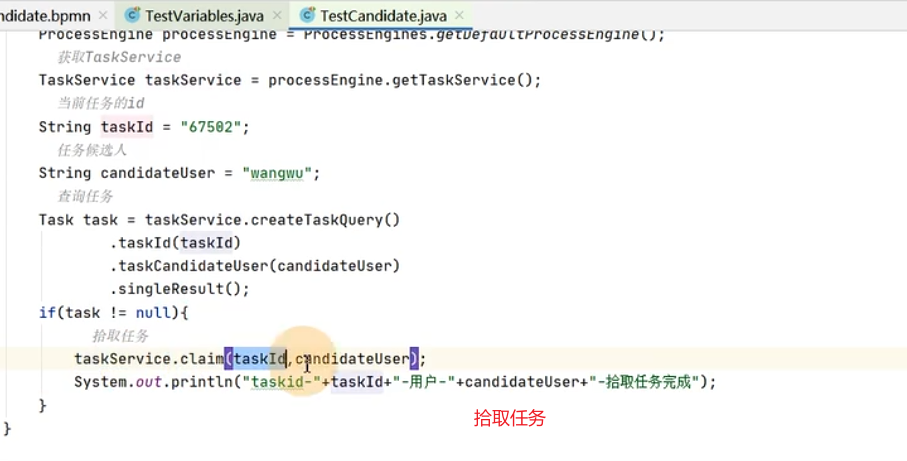 ndidate.bpmn × TestVariables.java × TestCandidate.java ×
ProcessEngine processEngine = ProcessEngines.getDefaultProcessEngine();
获取TaskService
TaskService taskService = processEngine.getTaskService();
当前任务的id
String taskId = "67502";
任务候选人
String candidateUser = "wangwu";
查询任务
Task task = taskService.createTaskQuery()
.taskId(taskId)
.taskCandidateUser(candidateUser)
.singleResult();
if(task != null){
拾取任务
taskService.claim(taskId,candidateUser);
System.out.println("taskid-"+taskId+"-用户-"+candidateUser+"-拾取任务完成");
}
拾取任务
}